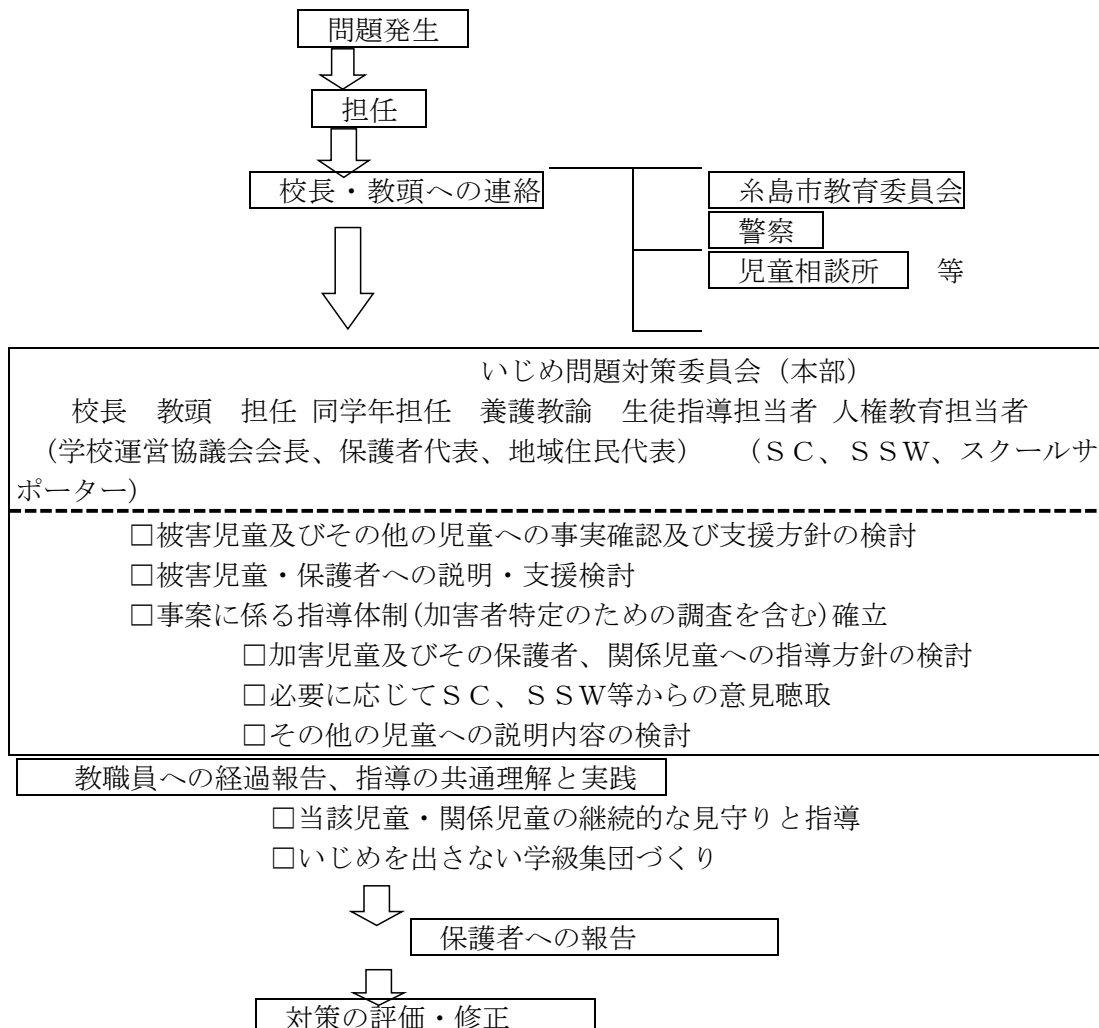 問題発生
担任
校長・教頭への連絡
糸島市教育委員会
警察
児童相談所　等
いじめ問題対策委員会（本部）
校長　教頭　担任 同学年担任　養護教諭　生徒指導担当者 人権教育担当者
（学校運営協議会会長、保護者代表、地域住民代表）　（ＳＣ、ＳＳＷ、スクールサ
ポーター）
□被害児童及びその他の児童への事実確認及び支援方針の検討
□被害児童・保護者への説明・支援検討
□事案に係る指導体制(加害者特定のための調査を含む)確立
□加害児童及びその保護者、関係児童への指導方針の検討
□必要に応じてＳＣ、ＳＳＷ等からの意見聴取
□その他の児童への説明内容の検討
教職員への経過報告、指導の共通理解と実践
□当該児童・関係児童の継続的な見守りと指導
□いじめを出さない学級集団づくり
保護者への報告
対策の評価・修正